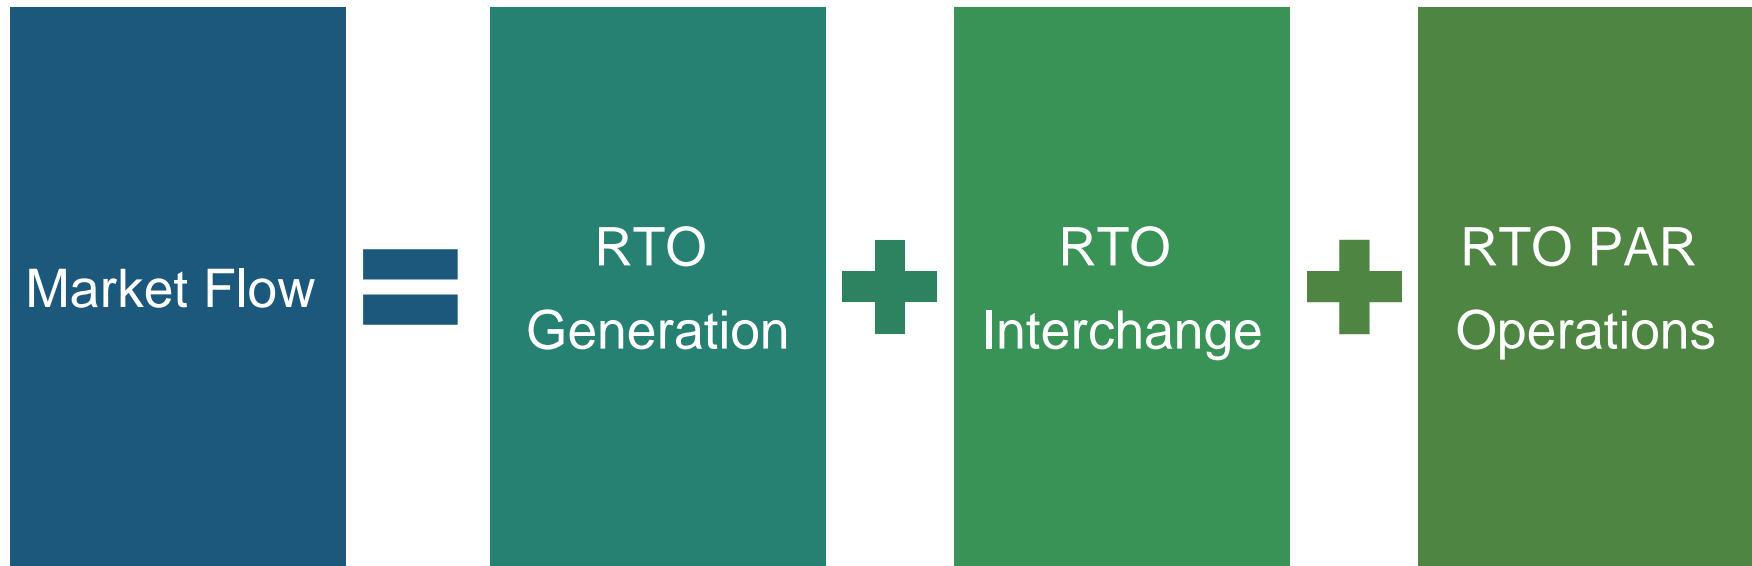 Market Flow
=
RTO
Generation
+
RTO
Interchange
+
RTO PAR
Operations